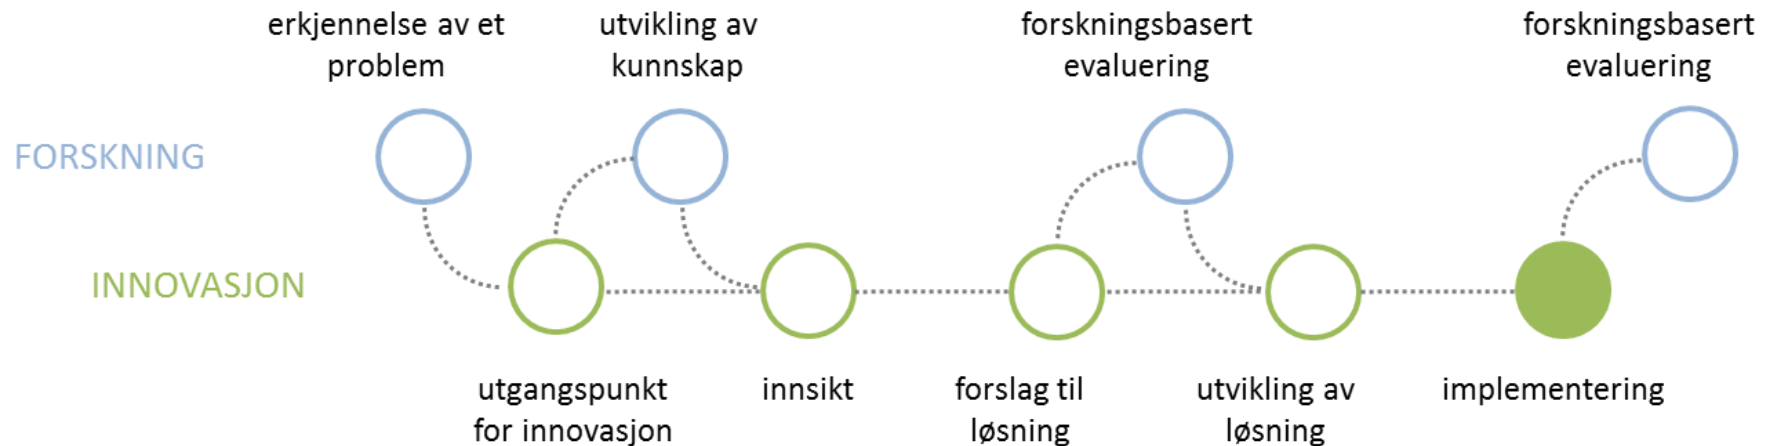 erkjennelse av et
problem
utvikling av
kunnskap
forskningsbasert
evaluering
forskningsbasert
evaluering
FORSKNING
INNOVASJON
utgangspunkt
for innovasjon
innsikt
forslag til
løsning
utvikling av
løsning
implementering